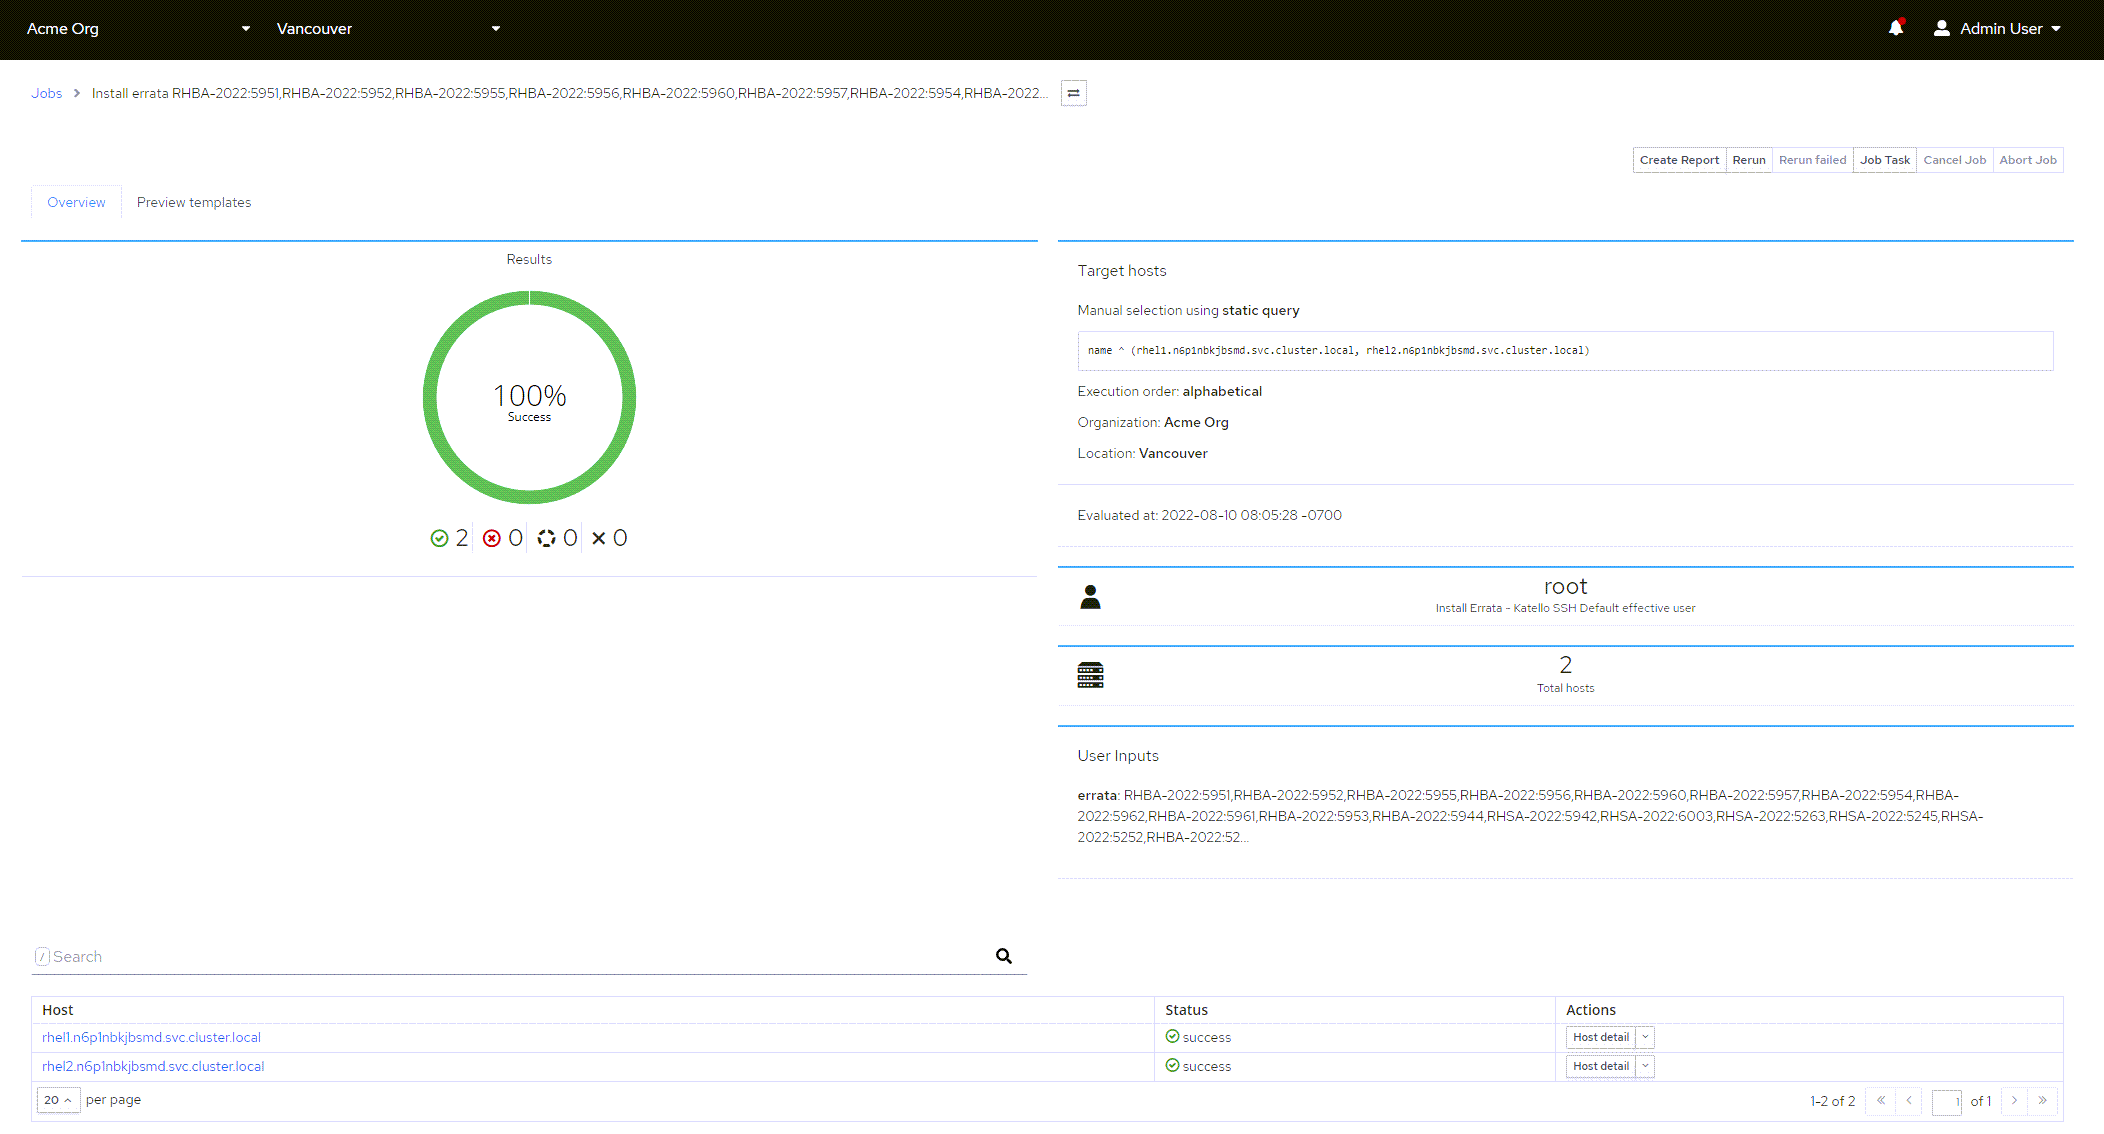 Acme Org
Vancouver
Admin User
Jobs
Install errata RHBA-2022:5951,RHBA-2022:5952,RHBA-2022:5955,RHBA-2022:5956,RHBA-2022:5960,RHBA-2022:5957,RHBA-2022:5954,RHBA-2022...
Create Report Rerun Rerun failed Job Task Cancel Job Abort Job
Overview
Preview templates
Results
100%
Success
2 0 0 0
Target hosts
Manual selection using static query
name ^ (rhel1.n6p1nbkjbsmd.svc.cluster.local, rhel2.n6p1nbkjbsmd.svc.cluster.local)
Execution order: alphabetical
Organization: Acme Org
Location: Vancouver
Evaluated at: 2022-08-10 08:05:28 -0700
root
Install Errata - Katello SSH Default effective user
2
Total hosts
User Inputs
errata: RHBA-2022:5951,RHBA-2022:5952,RHBA-2022:5955,RHBA-2022:5956,RHBA-2022:5960,RHBA-2022:5957,RHBA-2022:5954,RHBA-
2022:5962,RHBA-2022:5961,RHBA-2022:5953,RHBA-2022:5944,RHSA-2022:5942,RHSA-2022:6003,RHSA-2022:5263,RHSA-2022:5245,RHSA-
2022:5252,RHBA-2022:52...
/ Search
Host Status Actions
rhel1.n6p1nbkjbsmd.svc.cluster.local success Host detail
rhel2.n6p1nbkjbsmd.svc.cluster.local success Host detail
20 per page
1-2 of 2 « < 1 of 1 > »